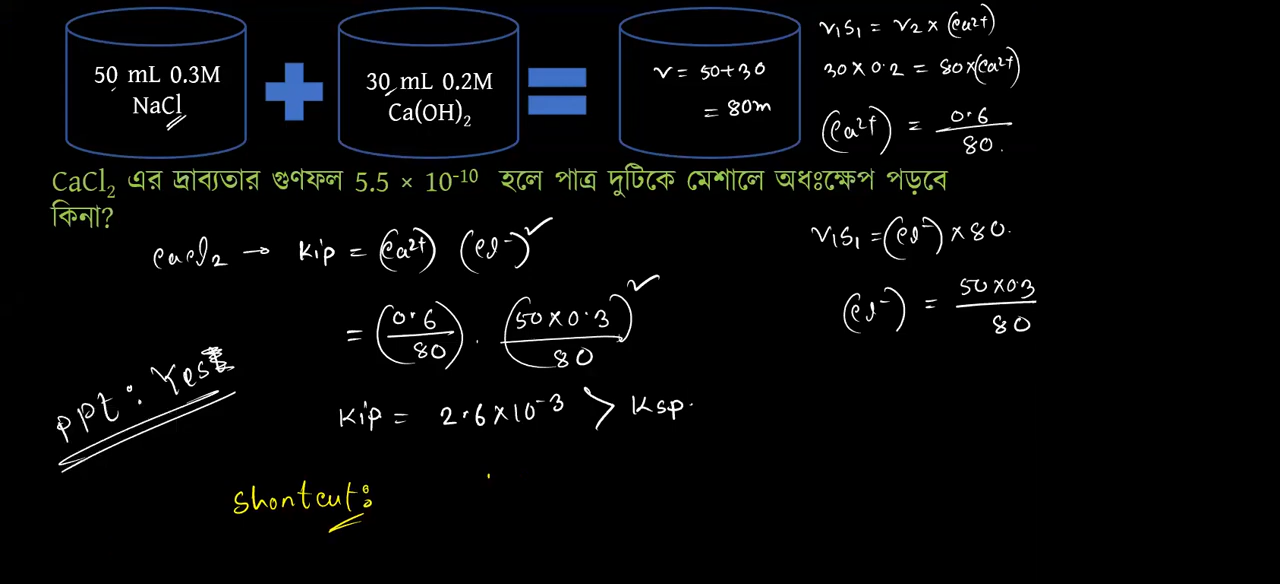 50 mL 0.3M
NaCl
30 mL 0.2M
Ca(OH)₂
V = 50+30
= 80m
V₁S₁ = V₂ × (Ca²⁺)
30 × 0.2 = 80×(Ca²⁺)
(Ca²⁺) = 0.6/80.
CaCl₂ এর দ্রাব্যতার গুণফল 5.5 × 10⁻¹⁰ হলে পাত্র দুটিকে মেশালে অধঃক্ষেপ পড়বে
কিনা?
CaCl₂ → Kip = (Ca²⁺) (Cl⁻)²
= (0.6/80) · (50×0.3/80)²
Kip = 2.6×10⁻³ > Ksp.
V₁S₁ = (Cl⁻) × 80.
(Cl⁻) = 50×0.3/80
PPt: Yes
Shortcut: